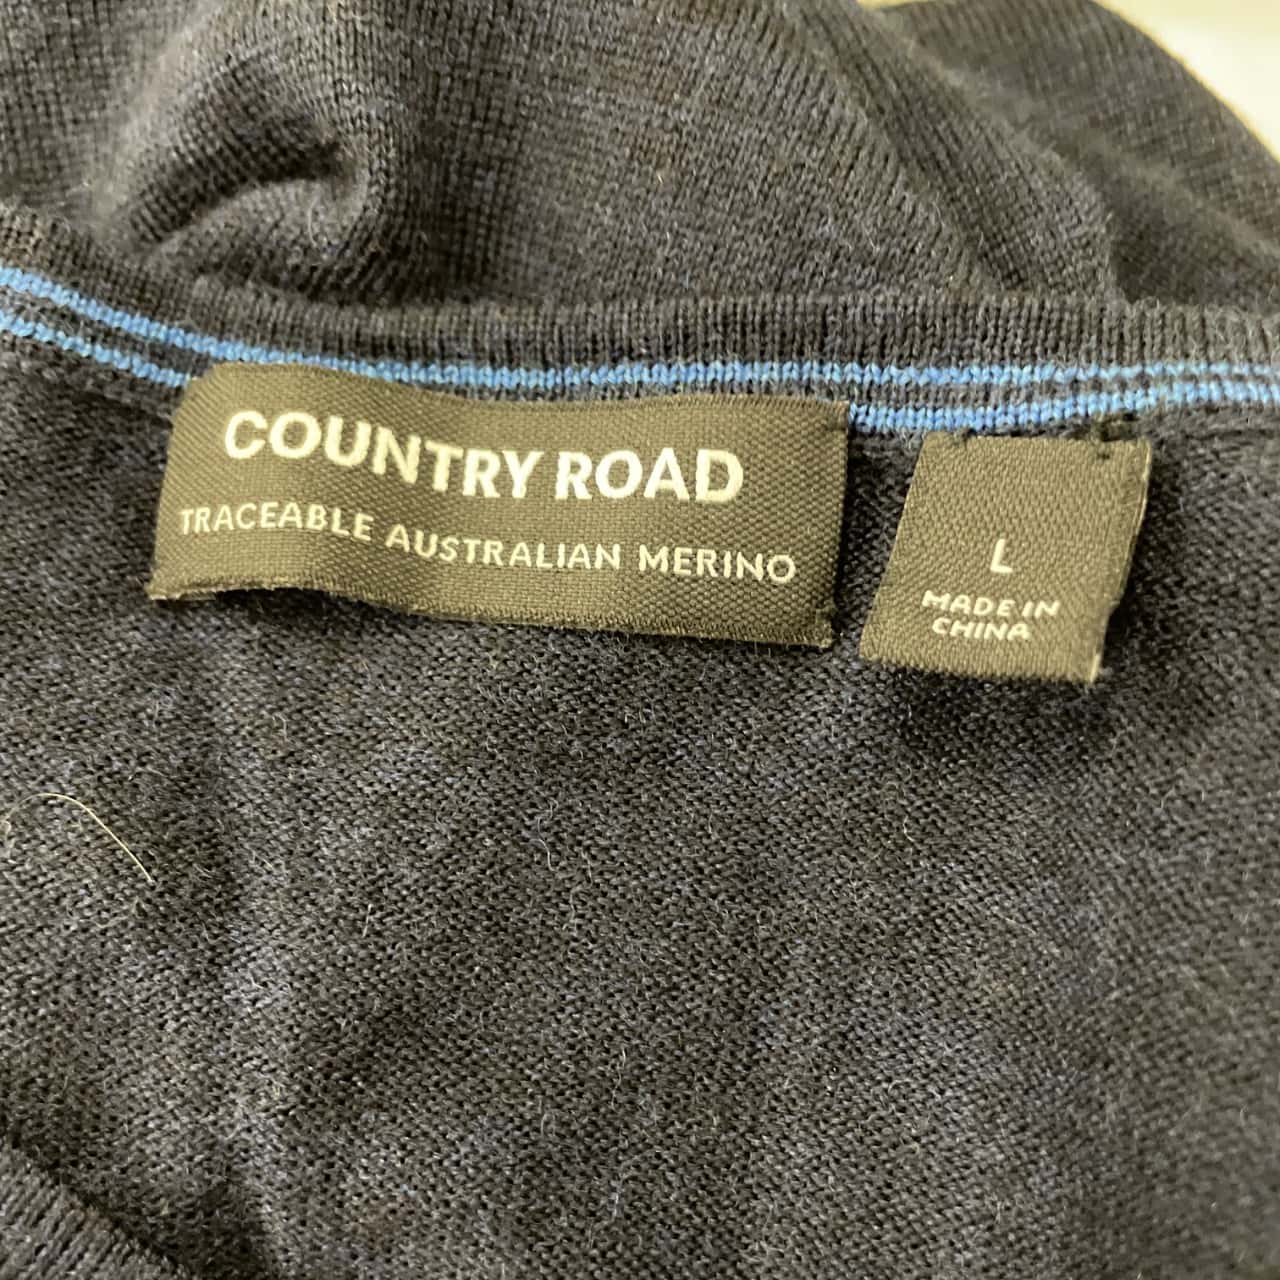 COUNTRY ROAD
TRACEABLE AUSTRALIAN MERINO
L
MADE IN
CHINA